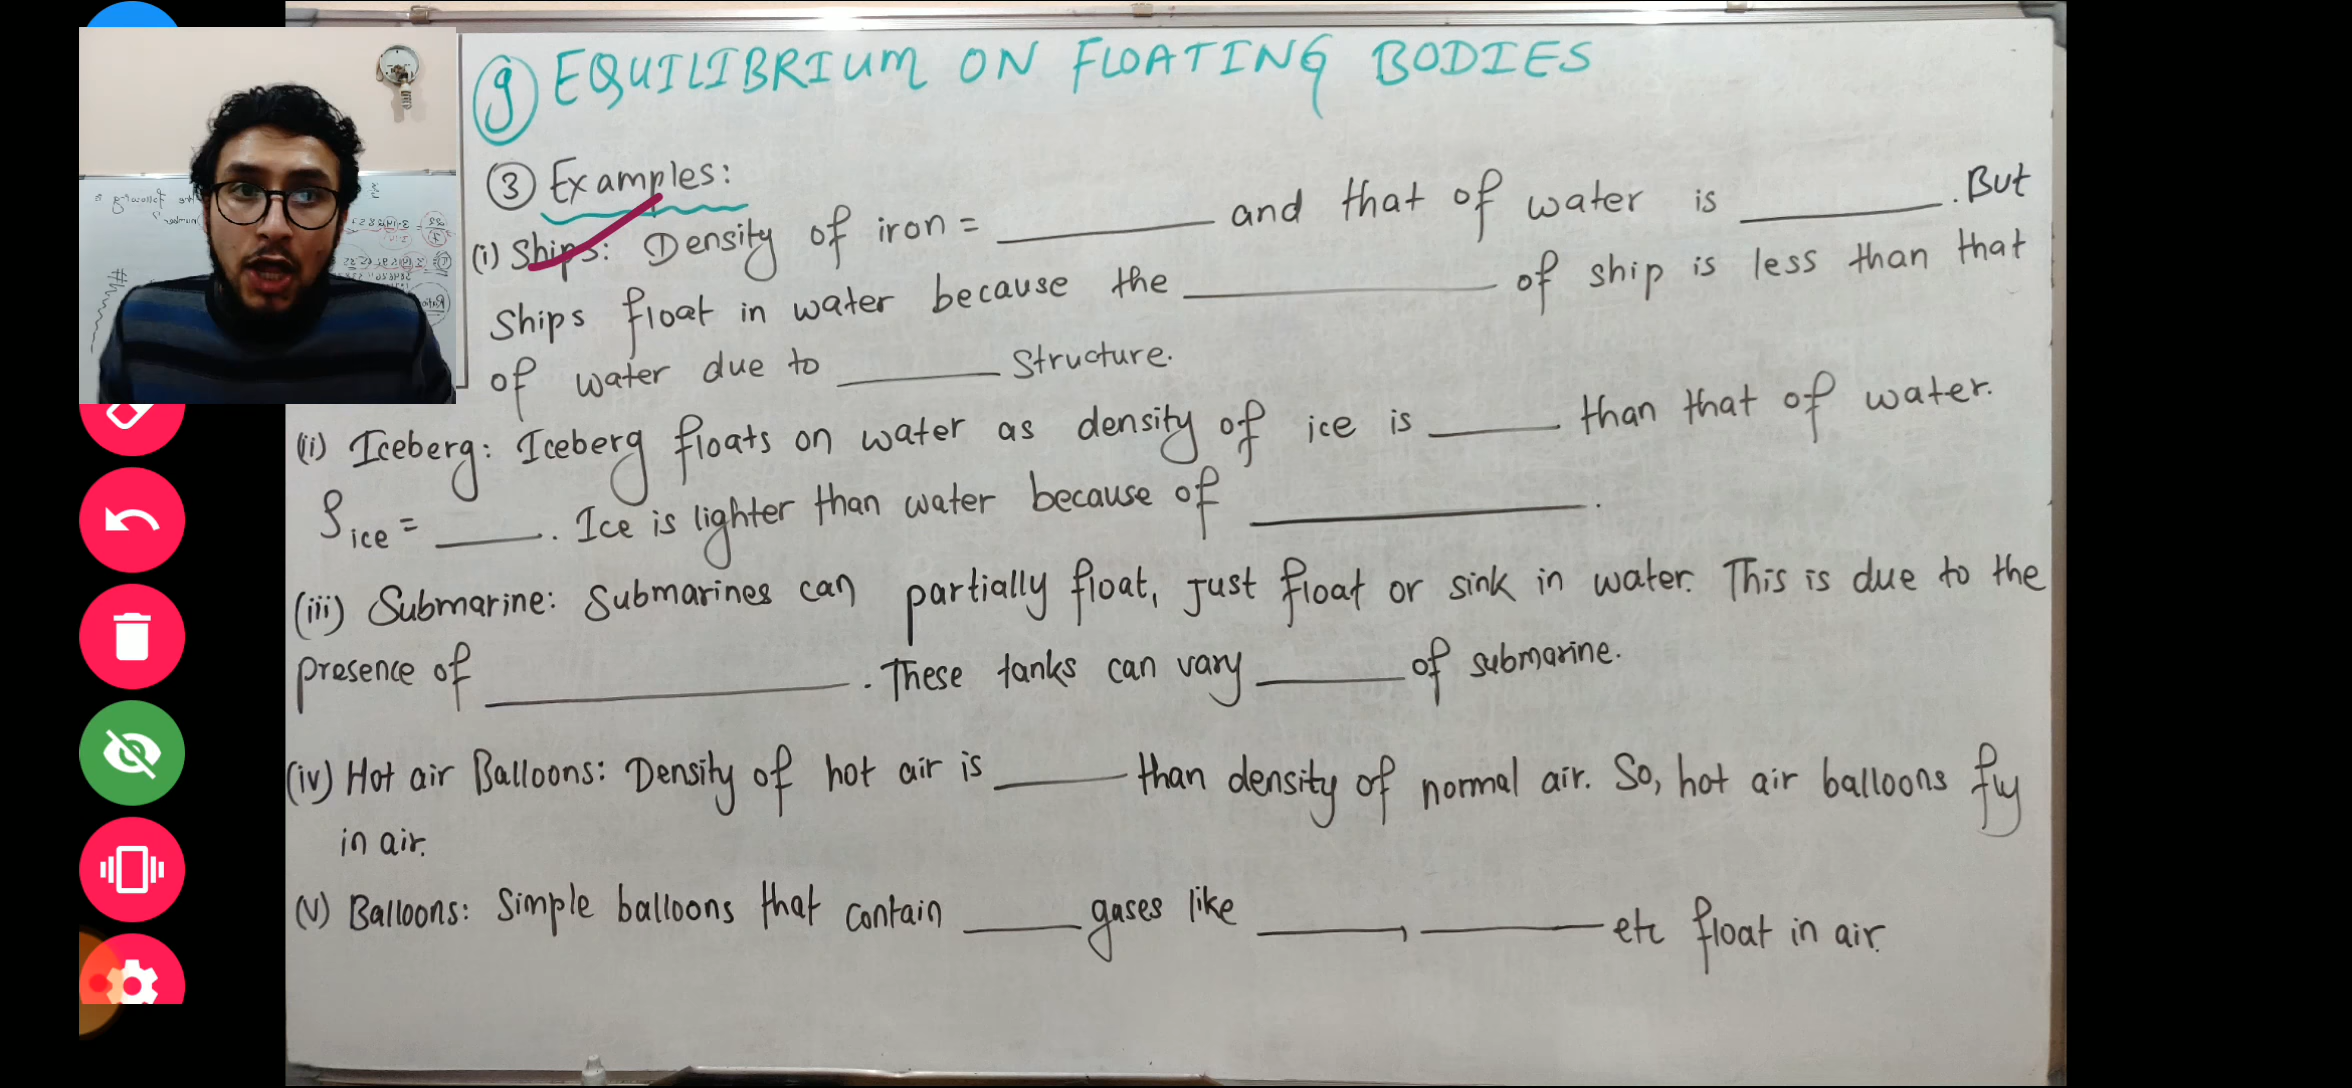 g EQUILIBRIUM ON FLOATING BODIES
3 Examples:
(i) Ships: Density of iron = ________ and that of water is ________. But
Ships float in water because the ________ of ship is less than that
of water due to ________ Structure.
(ii) Iceberg: Iceberg floats on water as density of ice is ________ than that of water.
ρice = ________. Ice is lighter than water because of ________.
(iii) Submarine: Submarines can partially float, just float or sink in water. This is due to the
presence of ________. These tanks can vary ________ of submarine.
(iv) Hot air Balloons: Density of hot air is ________ than density of normal air. So, hot air balloons fly
in air.
(v) Balloons: Simple balloons that contain ________ gases like ________, ________ etc float in air.